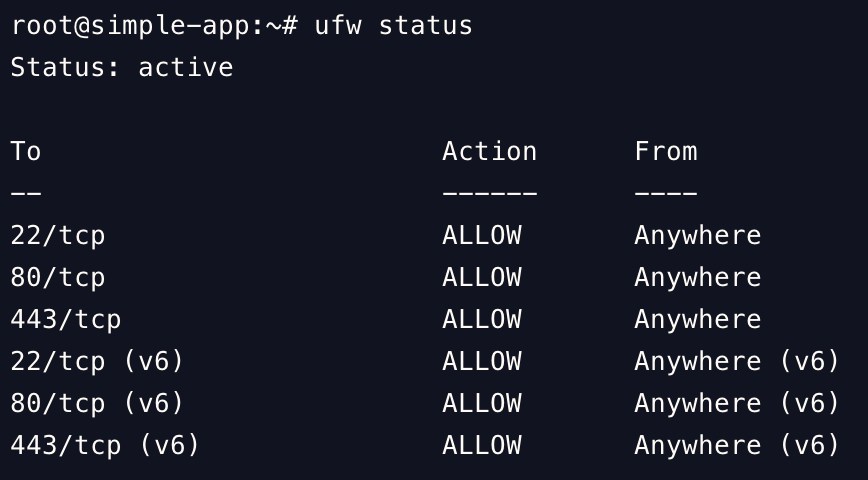 root@simple-app:~# ufw status
Status: active
To                         Action      From
--                         ------      ----
22/tcp                     ALLOW       Anywhere
80/tcp                     ALLOW       Anywhere
443/tcp                    ALLOW       Anywhere
22/tcp (v6)                ALLOW       Anywhere (v6)
80/tcp (v6)                ALLOW       Anywhere (v6)
443/tcp (v6)               ALLOW       Anywhere (v6)